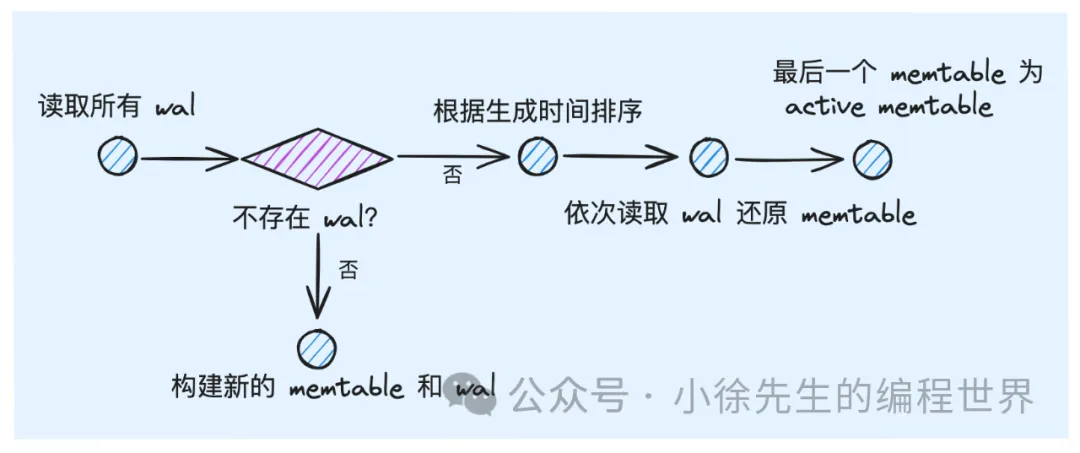 读取所有 wal
不存在 wal?
否
根据生成时间排序
依次读取 wal 还原 memtable
最后一个 memtable 为
active memtable
否
构建新的 memtable 和 wal
公众号 · 小徐先生的编程世界